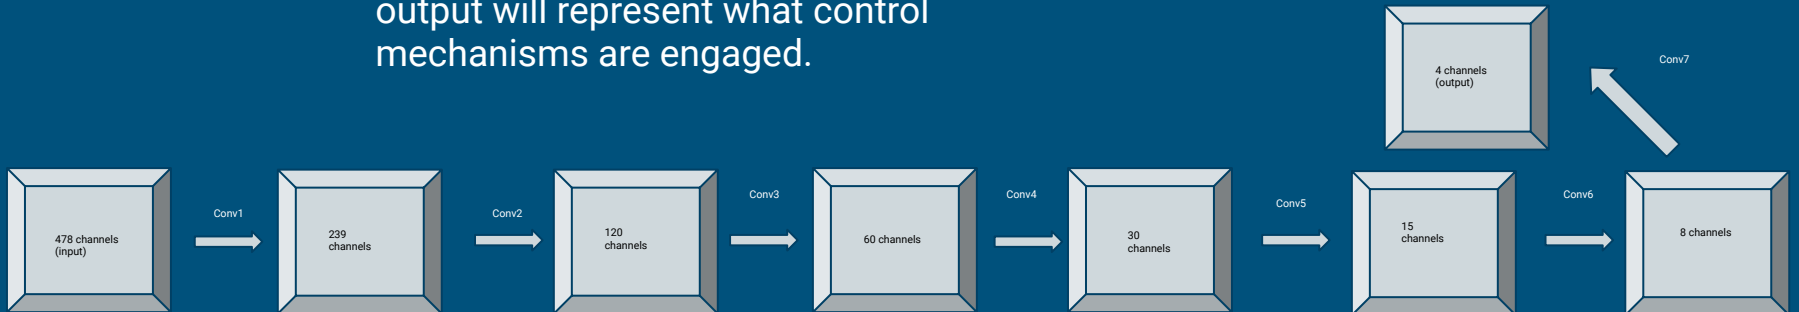 output will represent what control
mechanisms are engaged.
4 channels
(output)
Conv7
478 channels
(input)
Conv1
239
channels
Conv2
120
channels
Conv3
60 channels
Conv4
30
channels
Conv5
15
channels
Conv6
8 channels